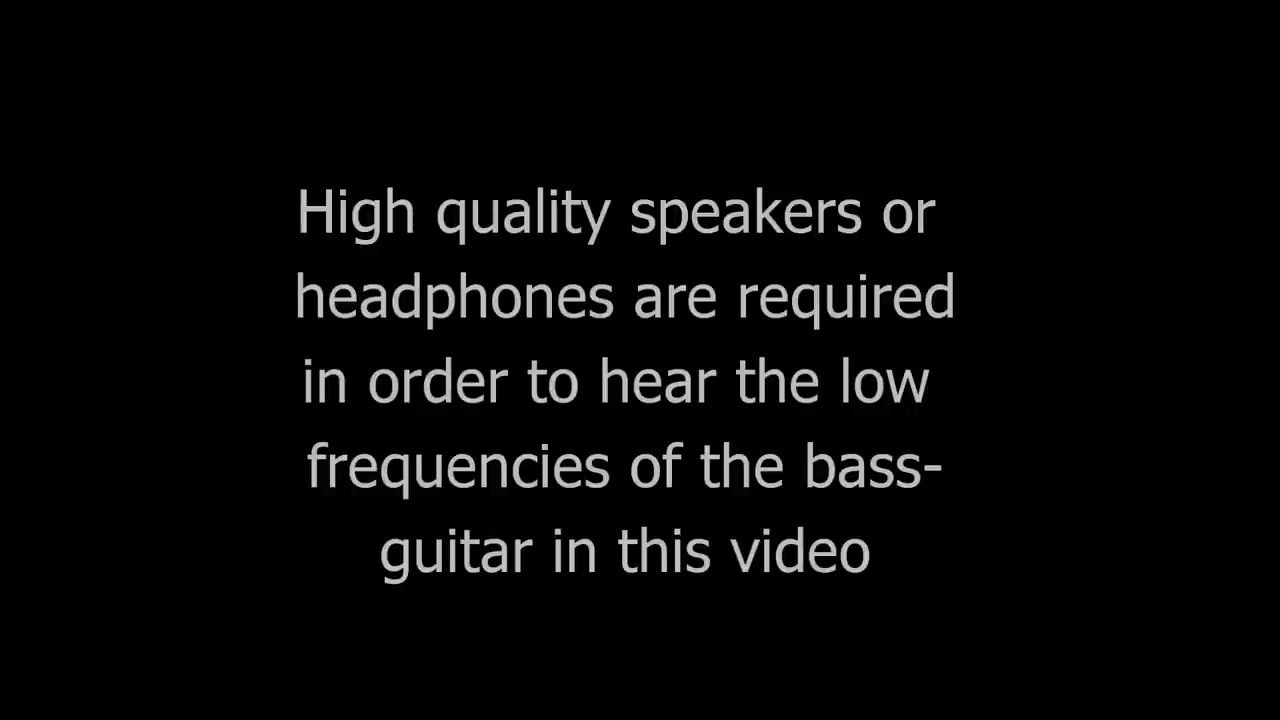 High quality speakers or
headphones are required
in order to hear the low
frequencies of the bass-
guitar in this video